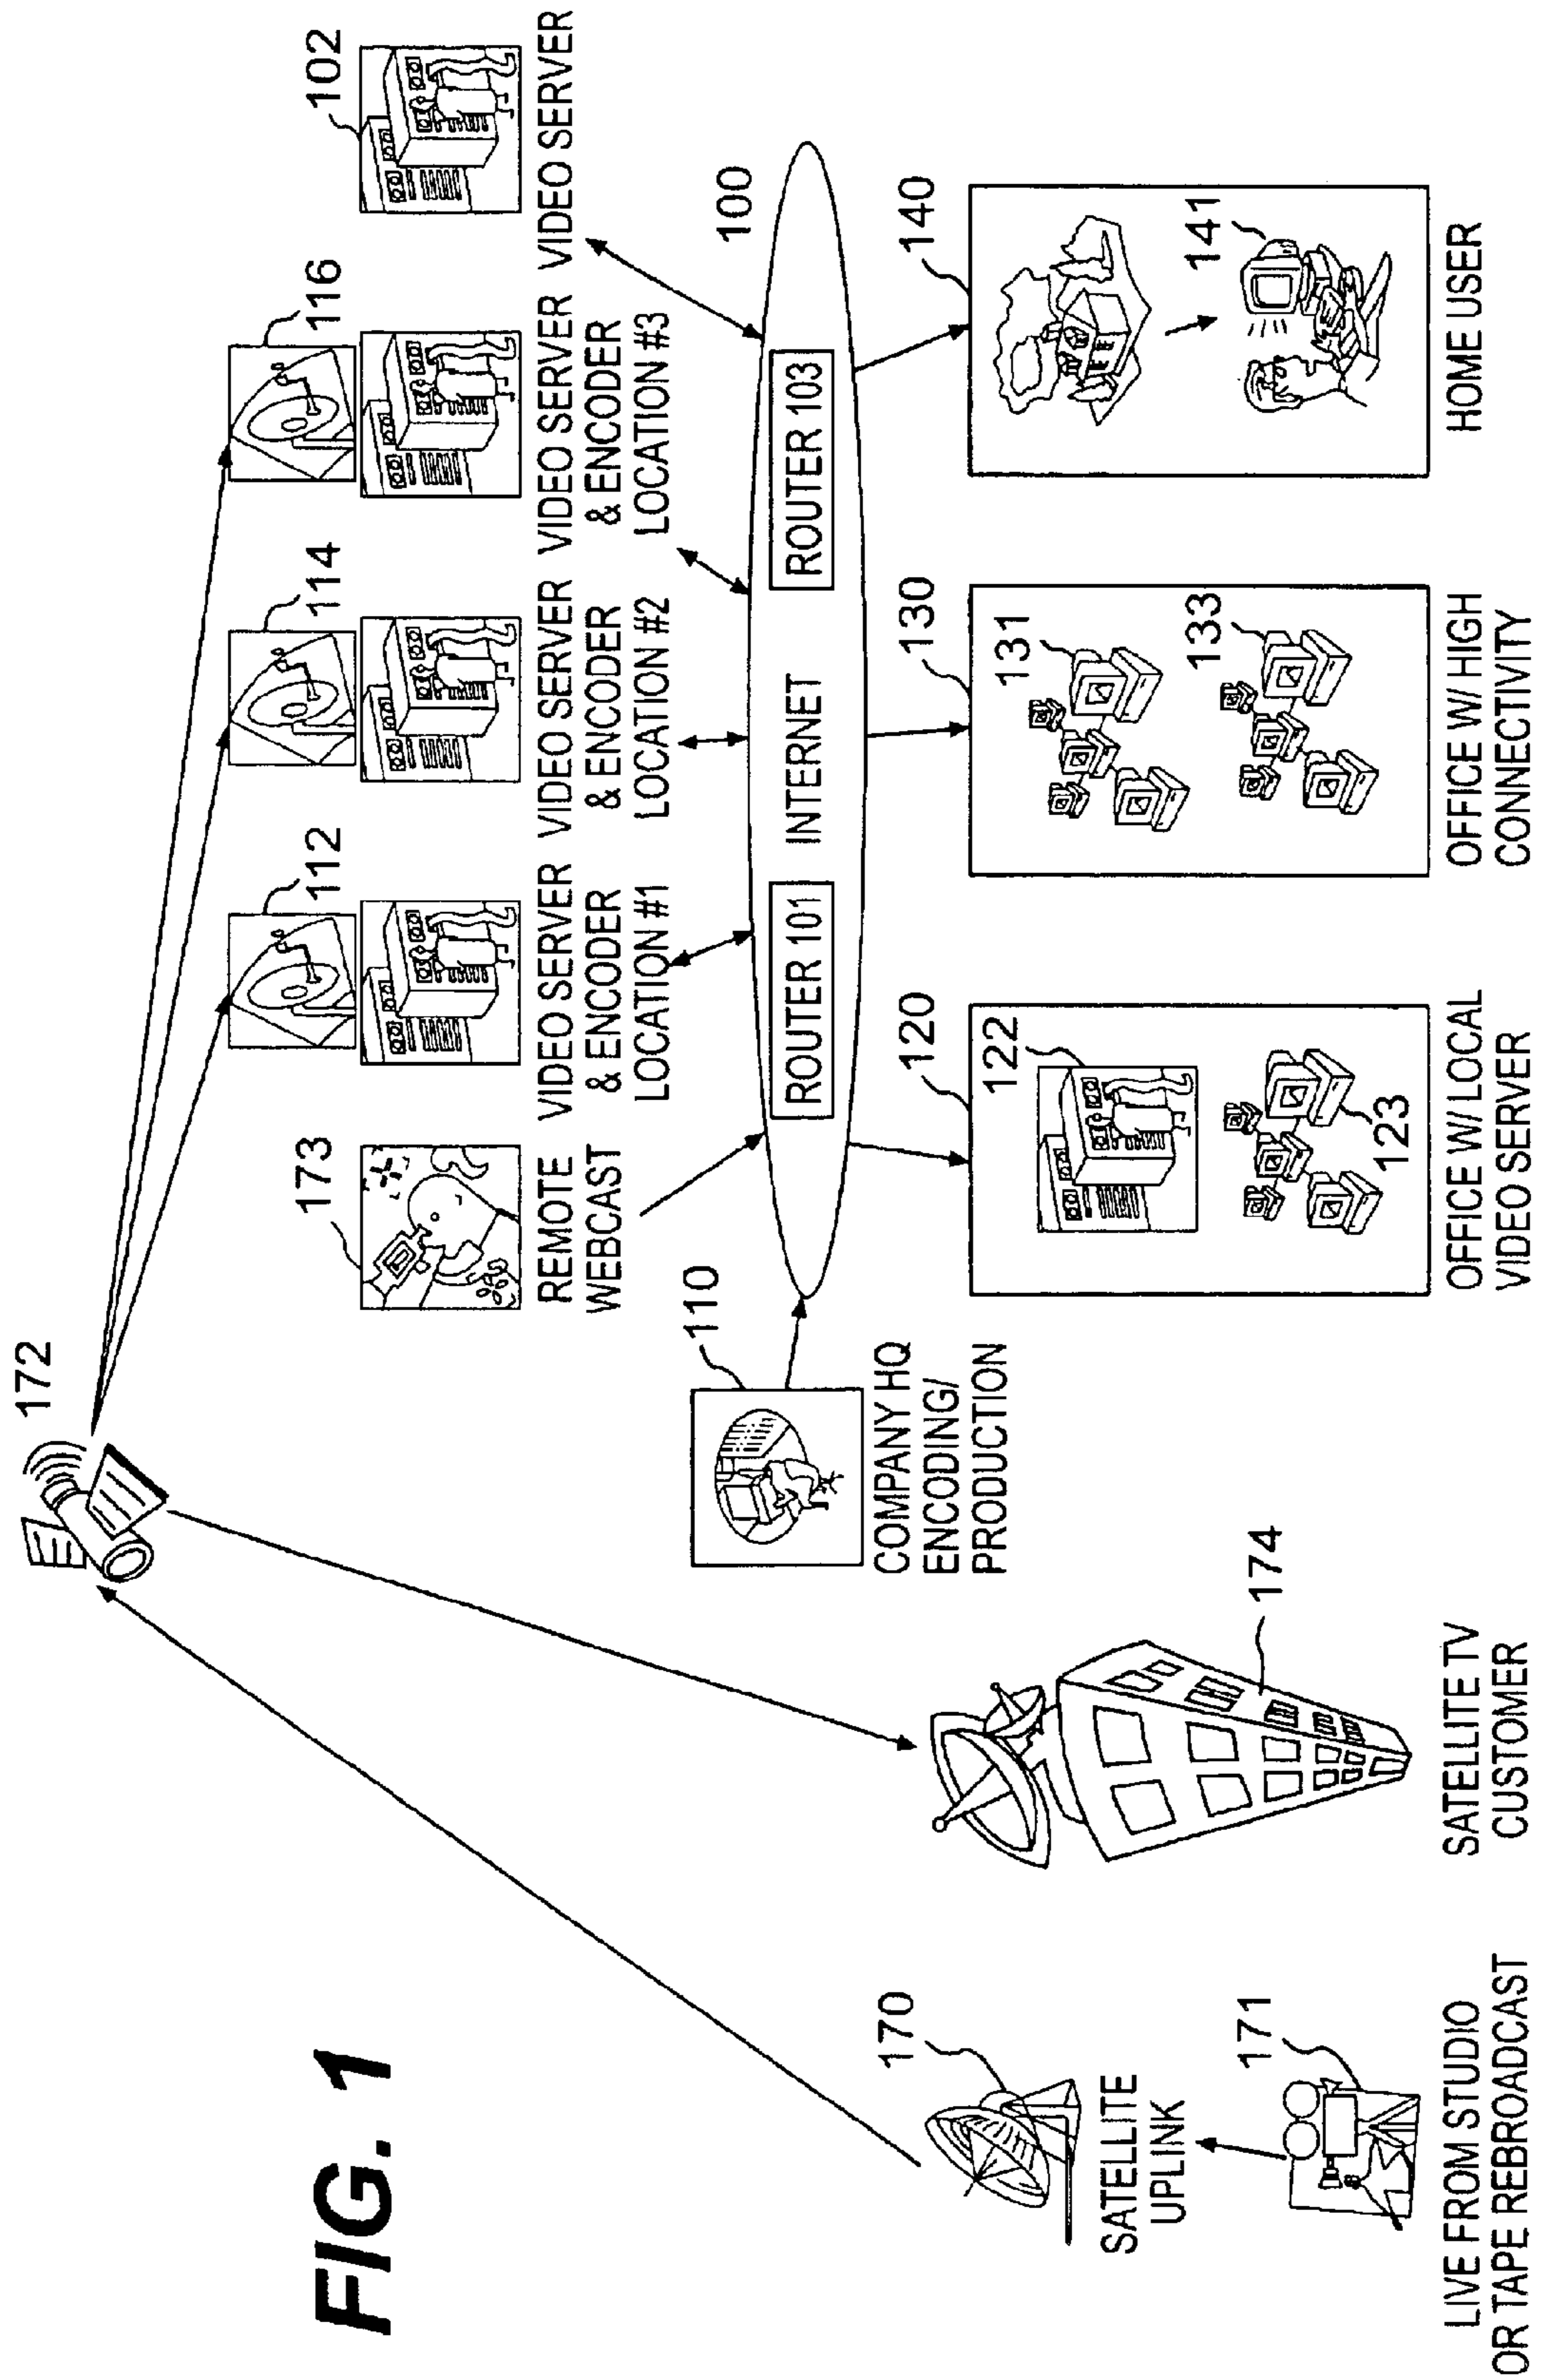 FIG. 1
172
173
REMOTE
WEBCAST
112
VIDEO SERVER
& ENCODER
LOCATION #1
114
VIDEO SERVER
& ENCODER
LOCATION #2
116
VIDEO SERVER
& ENCODER
LOCATION #3
102
VIDEO SERVER
110
COMPANY HQ
ENCODING/
PRODUCTION
100
ROUTER 101
INTERNET
ROUTER 103
170
SATELLITE
UPLINK
171
LIVE FROM STUDIO
OR TAPE REBROADCAST
174
SATELLITE TV
CUSTOMER
120
122
123
OFFICE W/ LOCAL
VIDEO SERVER
130
131
133
OFFICE W/ HIGH
CONNECTIVITY
140
141
HOME USER